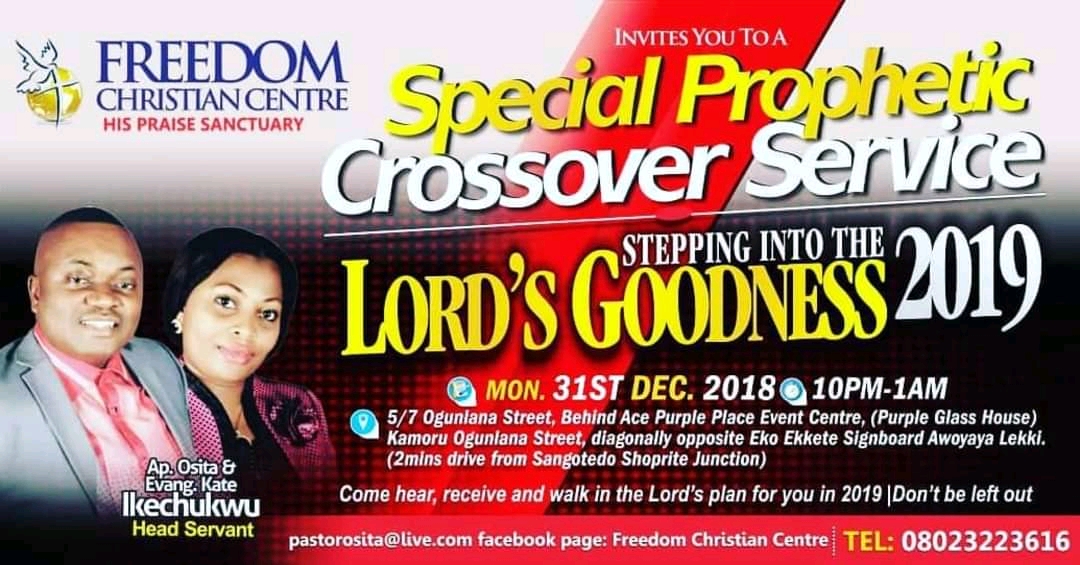 FREEDOM
CHRISTIAN CENTRE
HIS PRAISE SANCTUARY
INVITES YOU TO A
Special Prophetic
Crossover Service
STEPPING INTO THE
LORD'S GOODNESS 2019
MON. 31ST DEC. 2018 10PM-1AM
5/7 Ogunlana Street, Behind Ace Purple Place Event Centre, (Purple Glass House)
Kamoru Ogunlana Street, diagonally opposite Eko Ekkete Signboard Awoyaya Lekki.
(2mins drive from Sangotedo Shoprite Junction)
Ap. Osita &
Evang. Kate
Ikechukwu
Head Servant
Come hear, receive and walk in the Lord's plan for you in 2019 |Don't be left out
pastorosita@live.com facebook page: Freedom Christian Centre TEL: 08023223616